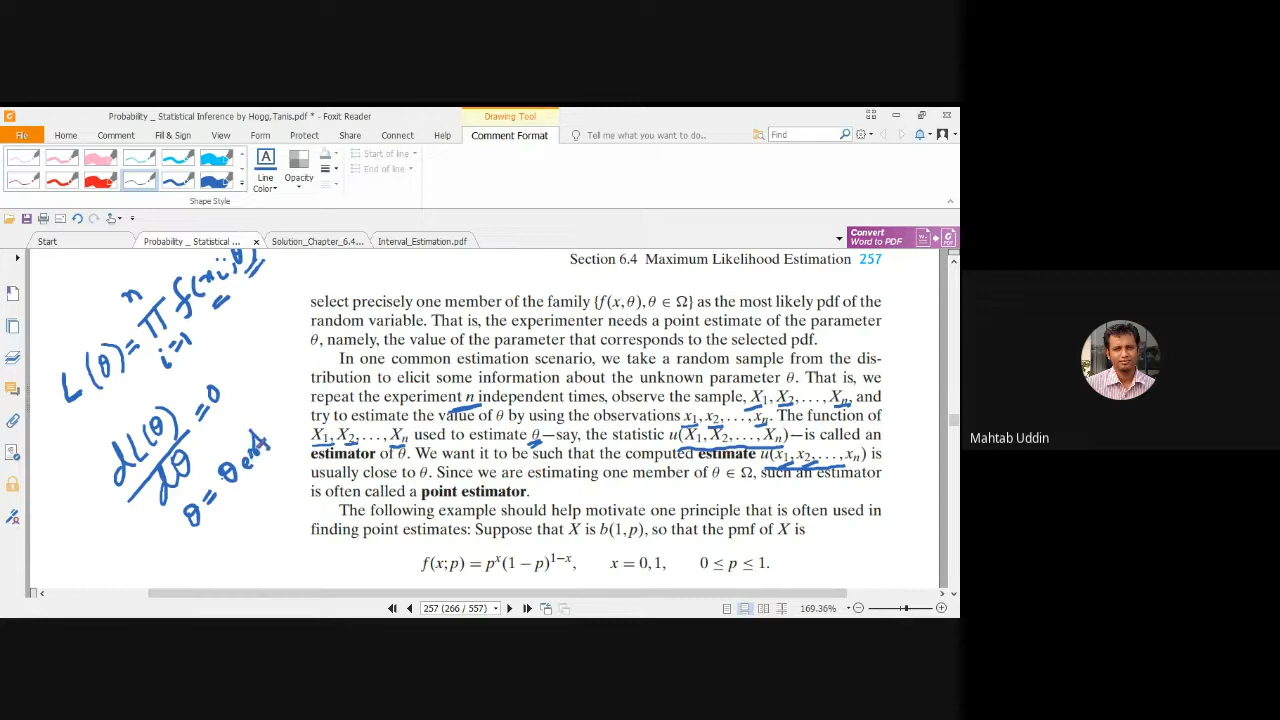 Probability _ Statistical Inference by Hogg,Tanis.pdf * - Foxit Reader
Drawing Tool
File Home Comment Fill & Sign View Form Protect Share Connect Help Comment Format Tell me what you want to do.. Find
Line Color
Opacity
Start of line
End of line
Shape Style
Start Probability _ Statistical ... Solution_Chapter_6.4... Interval_Estimation.pdf
Convert
Word to PDF
Section 6.4 Maximum Likelihood Estimation 257
select precisely one member of the family {f(x, θ), θ ∈ Ω} as the most likely pdf of the
random variable. That is, the experimenter needs a point estimate of the parameter
θ, namely, the value of the parameter that corresponds to the selected pdf.
In one common estimation scenario, we take a random sample from the dis-
tribution to elicit some information about the unknown parameter θ. That is, we
repeat the experiment n independent times, observe the sample, X₁, X₂, . . . , Xₙ, and
try to estimate the value of θ by using the observations x₁, x₂, . . . , xₙ. The function of
X₁, X₂, . . . , Xₙ used to estimate θ—say, the statistic u(X₁, X₂, . . . , Xₙ)—is called an
estimator of θ. We want it to be such that the computed estimate u(x₁, x₂, . . . , xₙ) is
usually close to θ. Since we are estimating one member of θ ∈ Ω, such an estimator
is often called a point estimator.
The following example should help motivate one principle that is often used in
finding point estimates: Suppose that X is b(1, p), so that the pmf of X is
f(x; p) = pˣ(1 − p)¹⁻ˣ, x = 0, 1, 0 ≤ p ≤ 1.
L(θ) = n π i=1 f(xi; θ)
dL(θ)/dθ = 0
257 (266 / 557)
169.36%
Mahtab Uddin